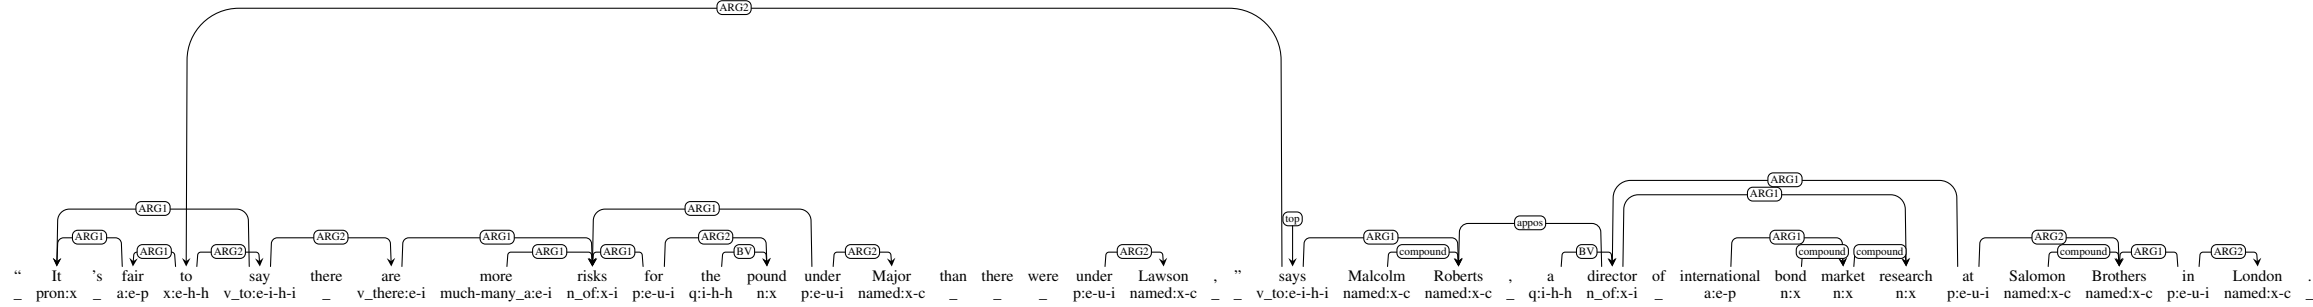 ARG2
ARG1 ARG1
top ARG1 ARG1 appos
ARG1 ARG2 ARG1 ARG2 ARG1 ARG1 ARG2
ARG1 ARG2 ARG1 ARG1 BV ARG2 ARG2 compound BV compound compound compound ARG1 ARG2
“ It 's fair to say there are more risks for the pound under Major than there were under Lawson , ” says Malcolm Roberts , a director of international bond market research at Salomon Brothers in London .
_ pron:x _ a:e-p x:e-h-h v_to:e-i-h-i _ v_there:e-i much-many_a:e-i n_of:x-i p:e-u-i q:i-h-h n:x p:e-u-i named:x-c _ _ _ p:e-u-i named:x-c _ _ v_to:e-i-h-i named:x-c named:x-c _ q:i-h-h n_of:x-i _ a:e-p n:x n:x n:x p:e-u-i named:x-c named:x-c p:e-u-i named:x-c _